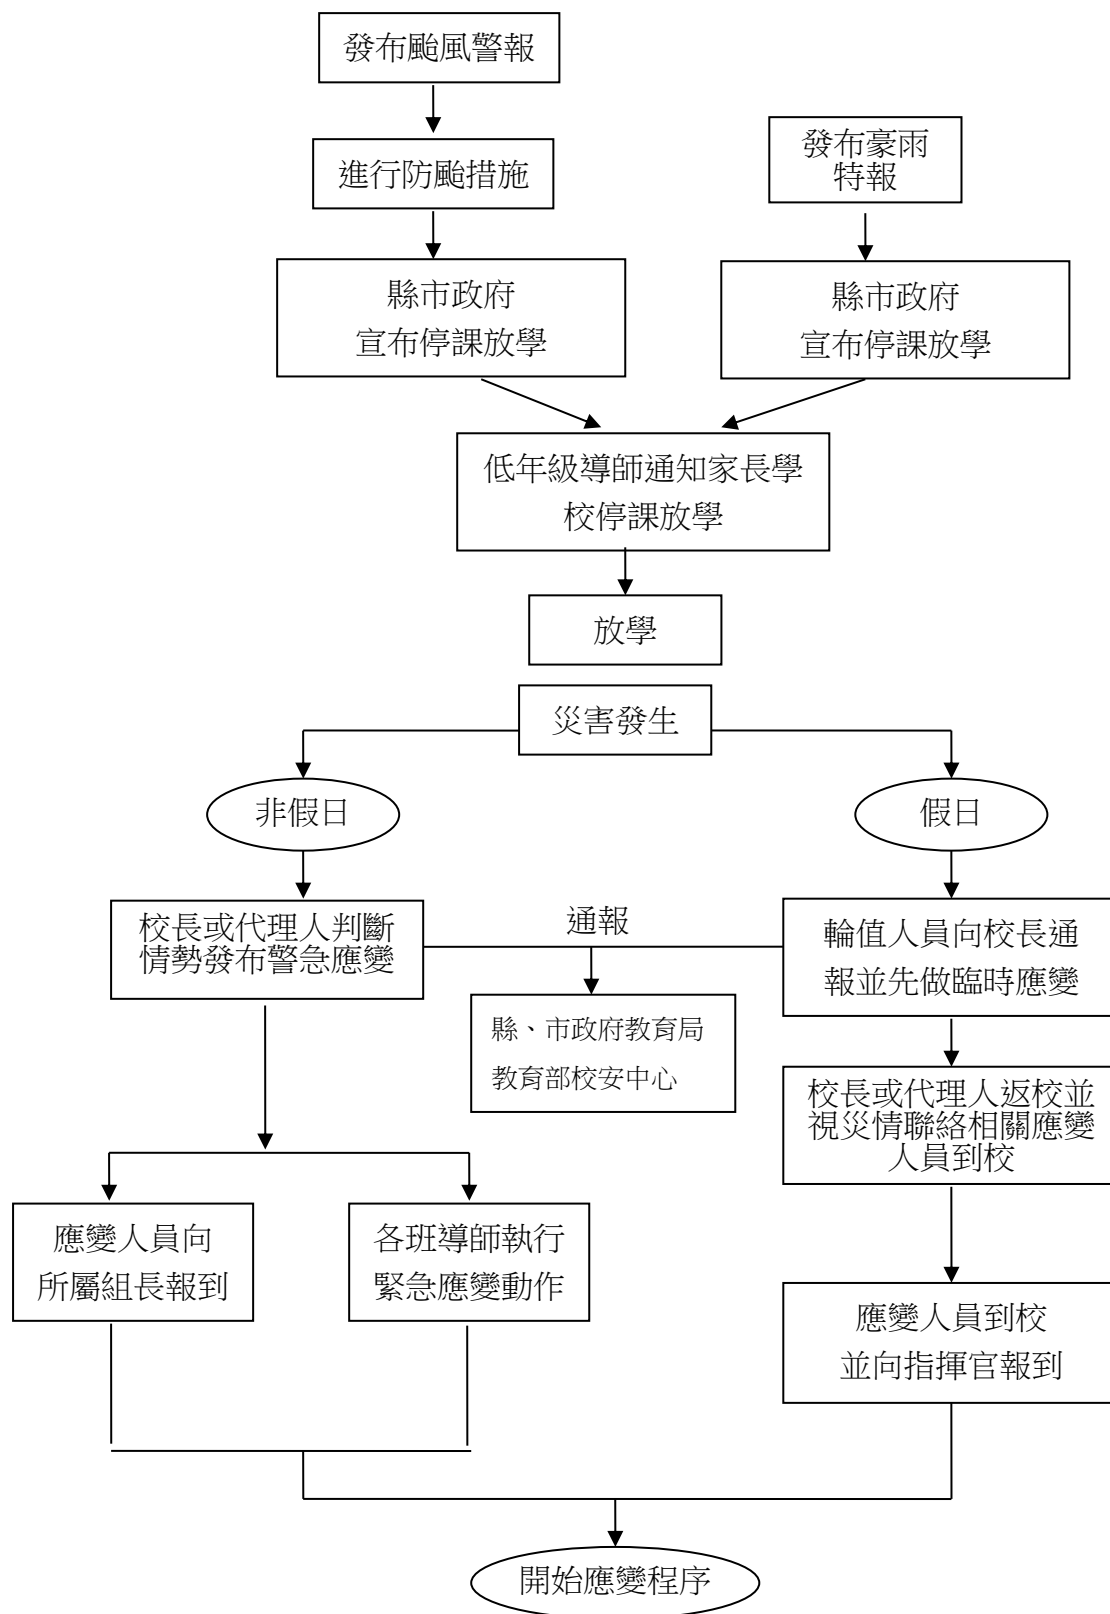 發布颱風警報
進行防颱措施
發布豪雨
特報
縣市政府
宣布停課放學
縣市政府
宣布停課放學
低年級導師通知家長學
校停課放學
放學
災害發生
非假日
假日
校長或代理人判斷
情勢發布警急應變
通報
輪值人員向校長通
報並先做臨時應變
縣、市政府教育局
教育部校安中心
校長或代理人返校並
視災情聯絡相關應變
人員到校
應變人員向
所屬組長報到
各班導師執行
緊急應變動作
應變人員到校
並向指揮官報到
開始應變程序